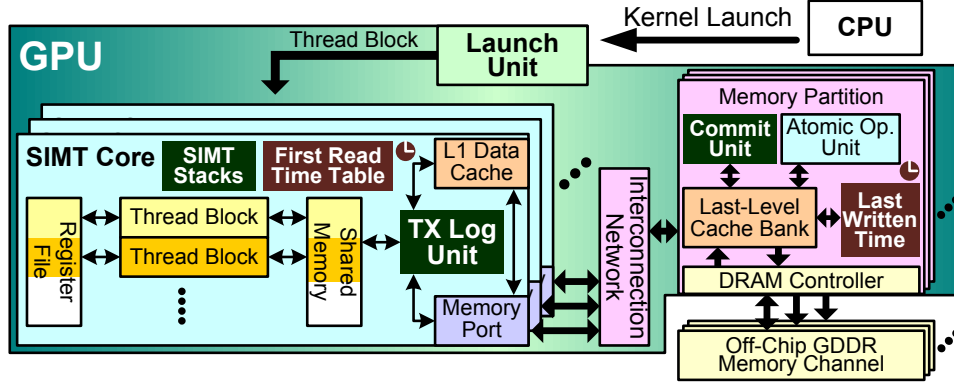 Kernel Launch
CPU
GPU
Thread Block
Launch
Unit
SIMT Core
SIMT
Stacks
First Read
Time Table
L1 Data
Cache
Register
File
Thread Block
Thread Block
Shared
Memory
TX Log
Unit
Memory
Port
Interconnection
Network
Memory Partition
Commit
Unit
Atomic Op.
Unit
Last-Level
Cache Bank
Last
Written
Time
DRAM Controller
Off-Chip GDDR
Memory Channel